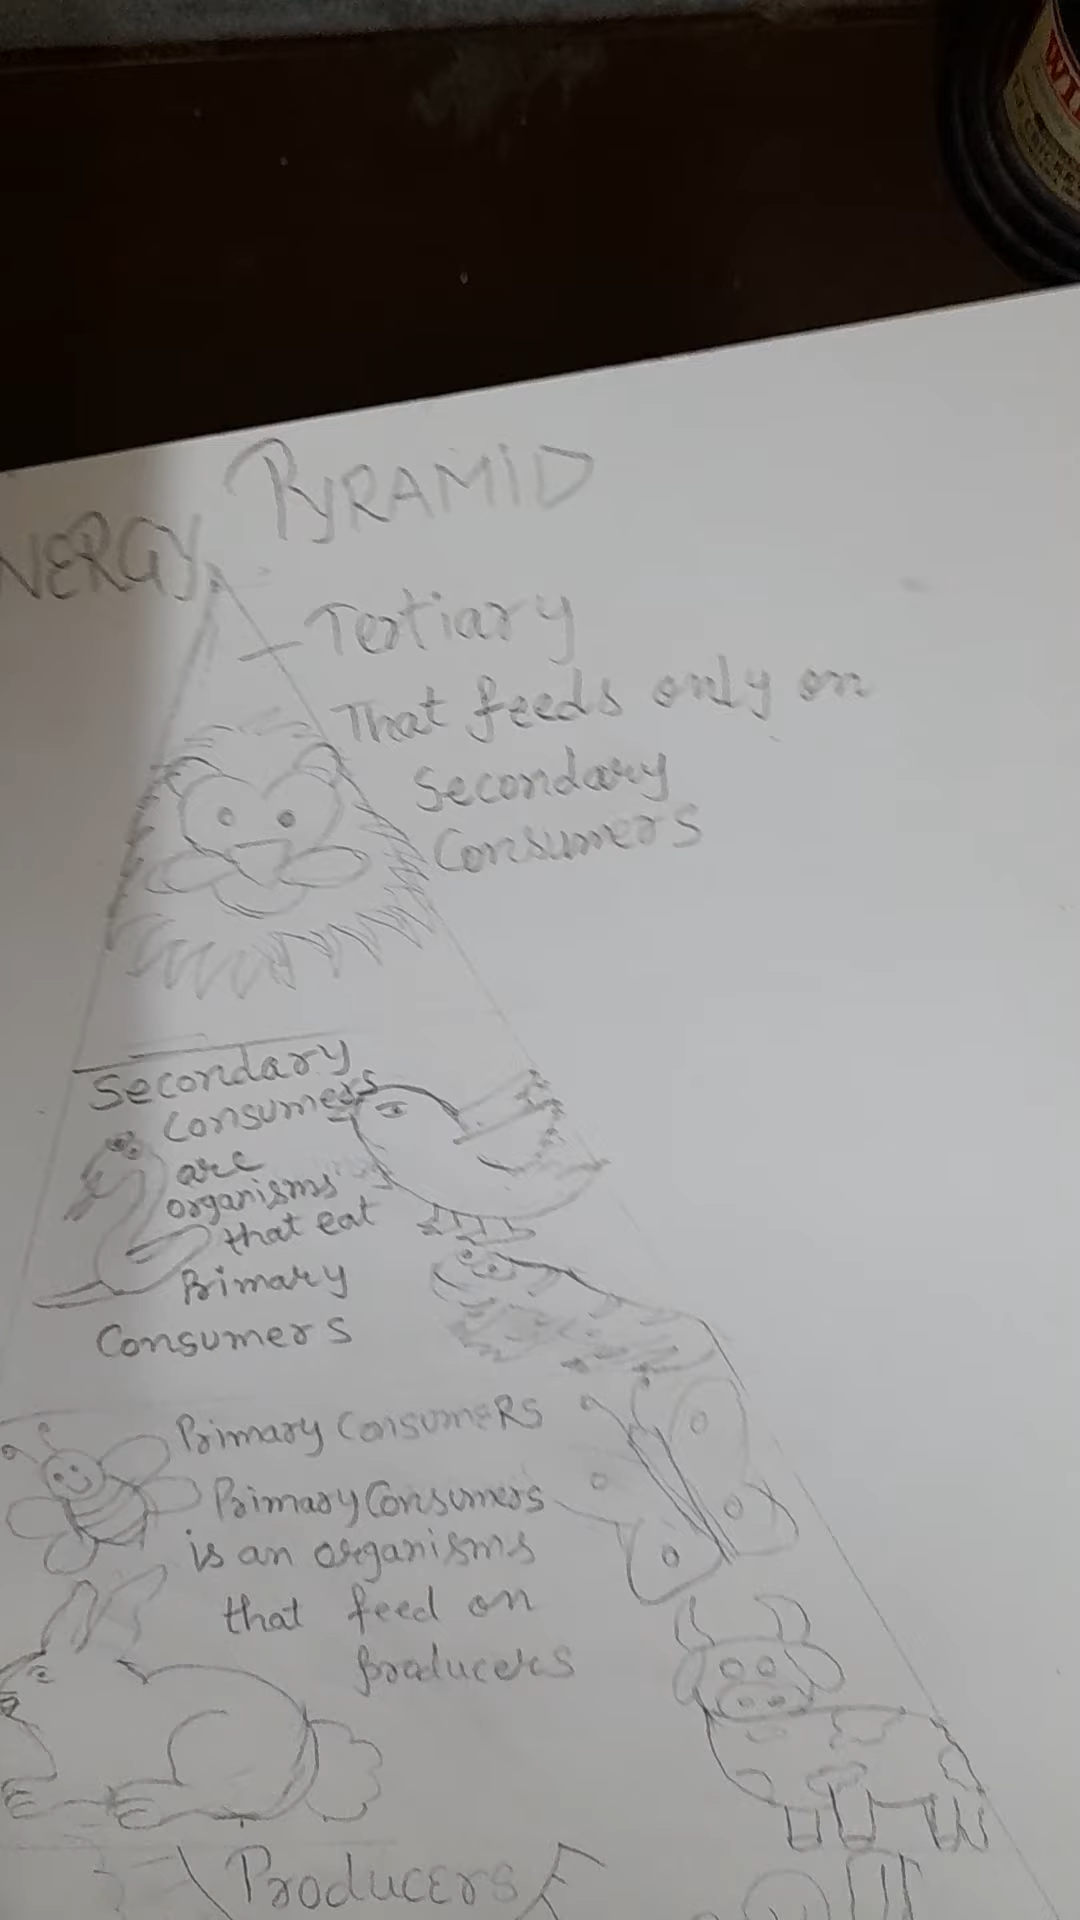 NERGY PYRAMID
Tertiary
That feeds only on
Secondary
Consumers
Secondary
Consumers
are
organisms
that eat
Primary
Consumers
Primary ConsumeRS
Primary Consumers
is an organisms
that feed on
producers
Producers
WI